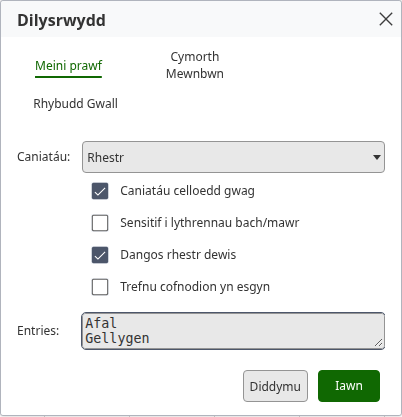 Dilysrwydd
Meini prawf
Cymorth
Mewnbwn
Rhybudd Gwall
Caniatáu:
Rhestr
Caniatáu celloedd gwag
Sensitif i lythrennau bach/mawr
Dangos rhestr dewis
Trefnu cofnodion yn esgyn
Entries:
Afal
Gellygen
Diddymu
Iawn